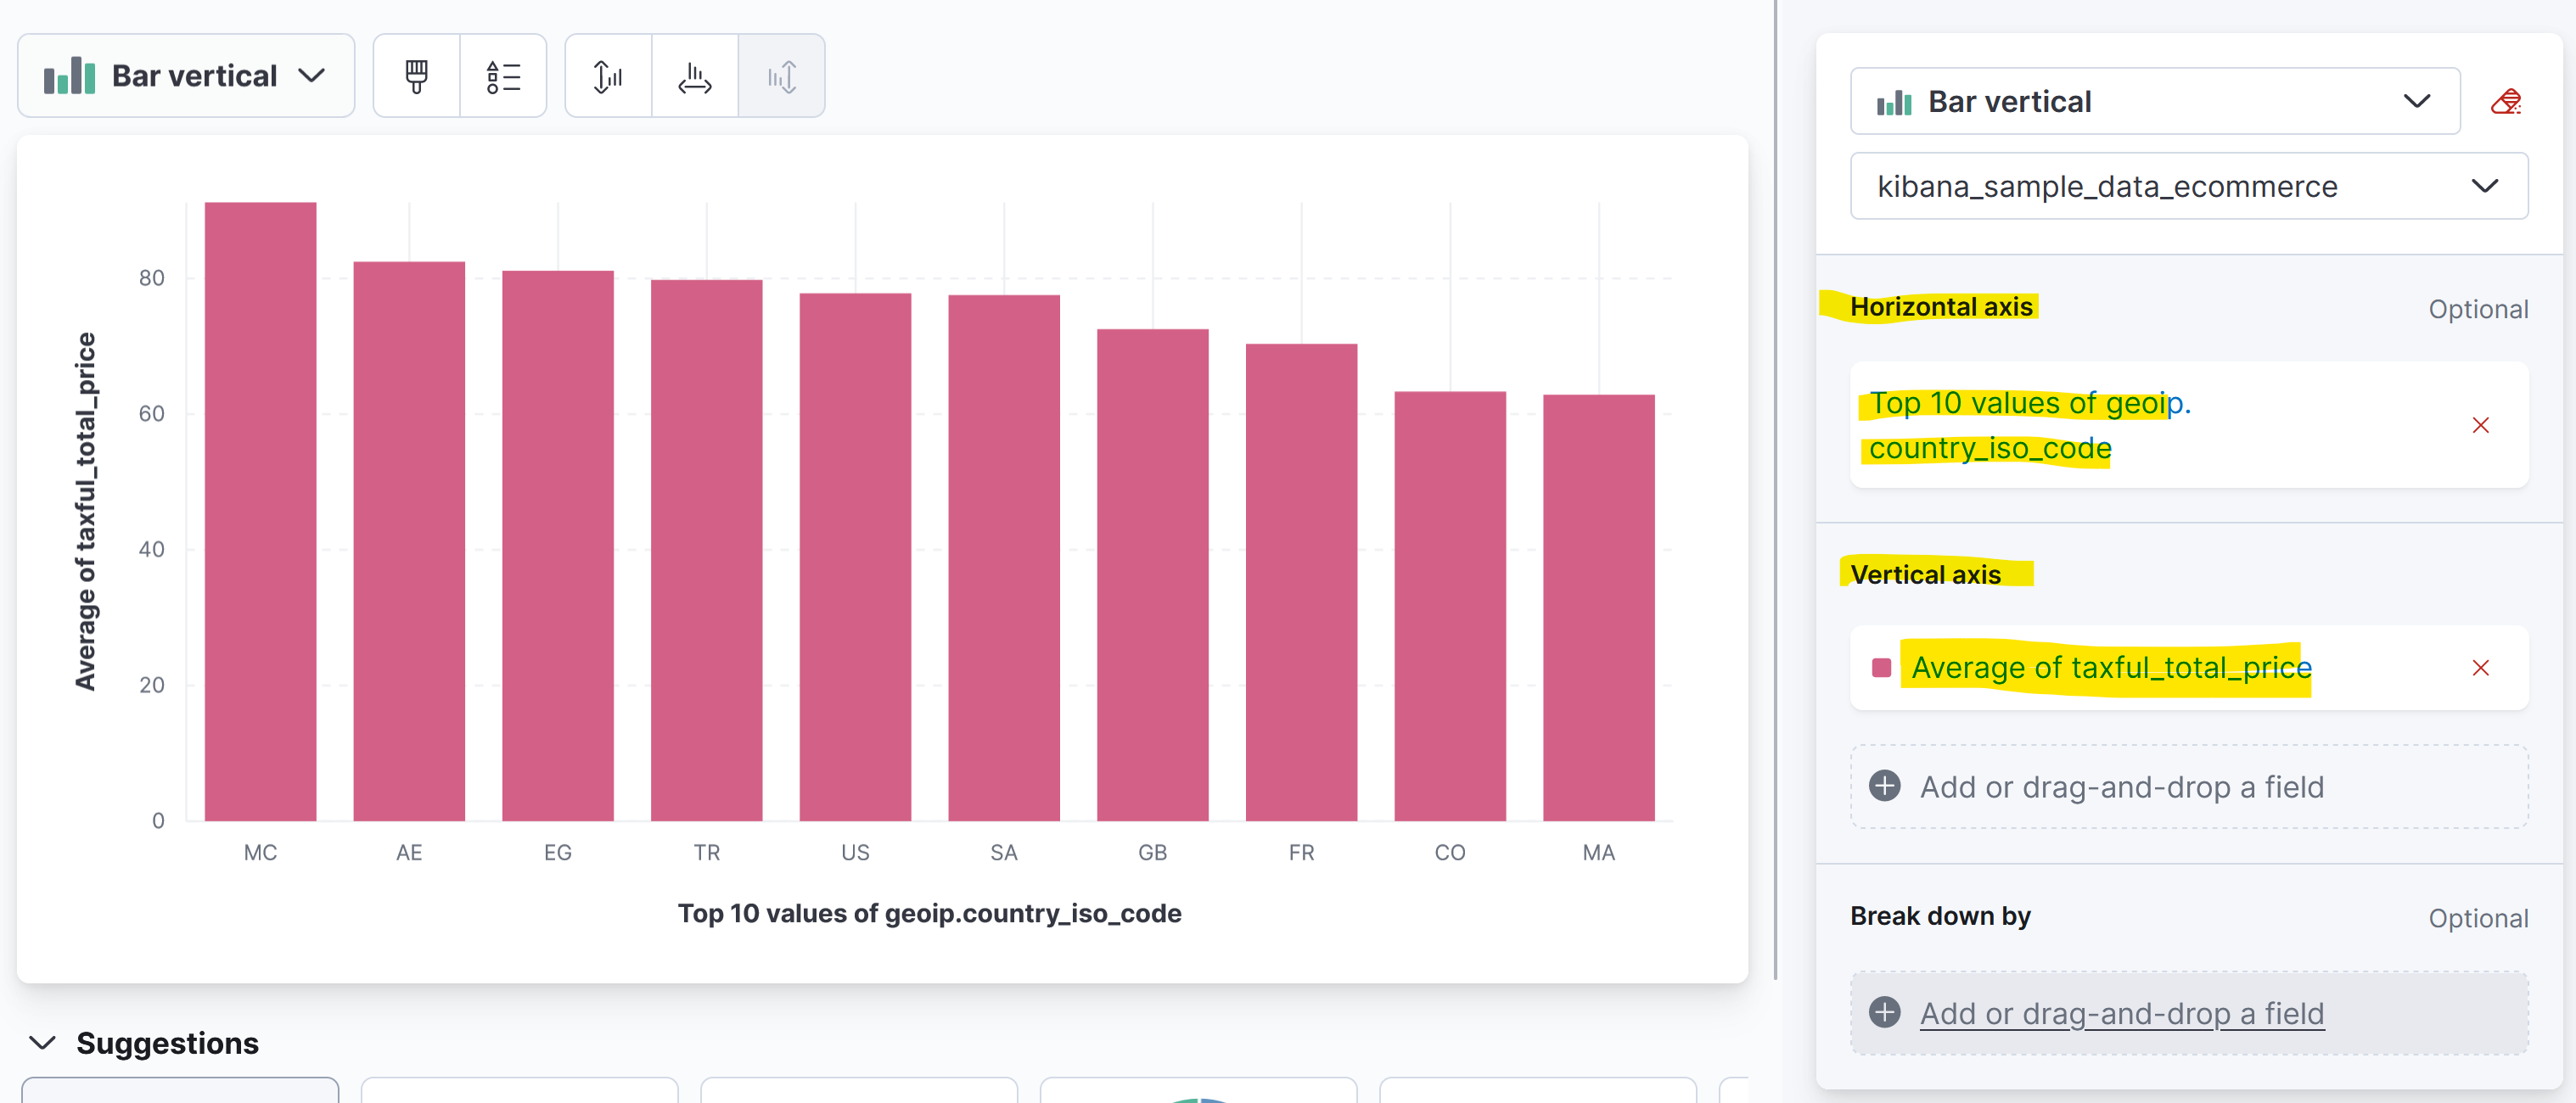 Bar vertical
Average of taxful_total_price
80
60
40
20
0
MC AE EG TR US SA GB FR CO MA
Top 10 values of geoip.country_iso_code
Suggestions
Bar vertical
kibana_sample_data_ecommerce
Horizontal axis Optional
Top 10 values of geoip.
country_iso_code
Vertical axis
Average of taxful_total_price
Add or drag-and-drop a field
Break down by Optional
Add or drag-and-drop a field